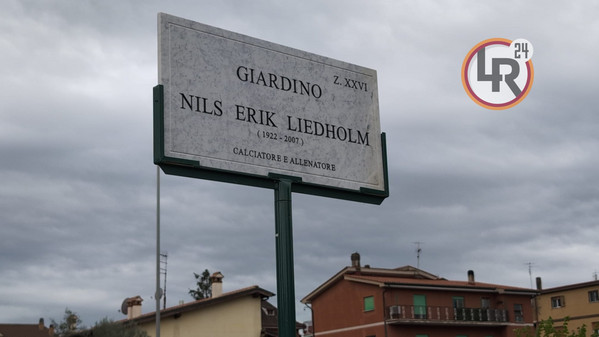 GIARDINO Z. XXVI
NILS ERIK LIEDHOLM
( 1922 - 2007 )
CALCIATORE E ALLENATORE
LR 24